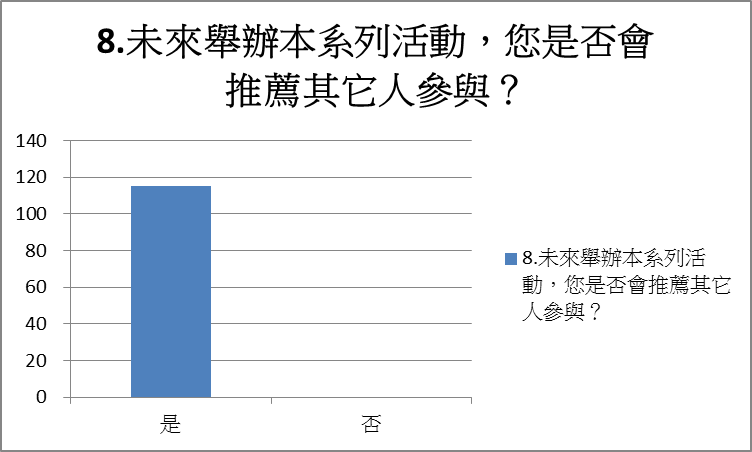 8.未來舉辦本系列活動，您是否會
推薦其它人參與？
140
120
100
80
60
40
20
0
是
否
8.未來舉辦本系列活
動，您是否會推薦其它
人參與？